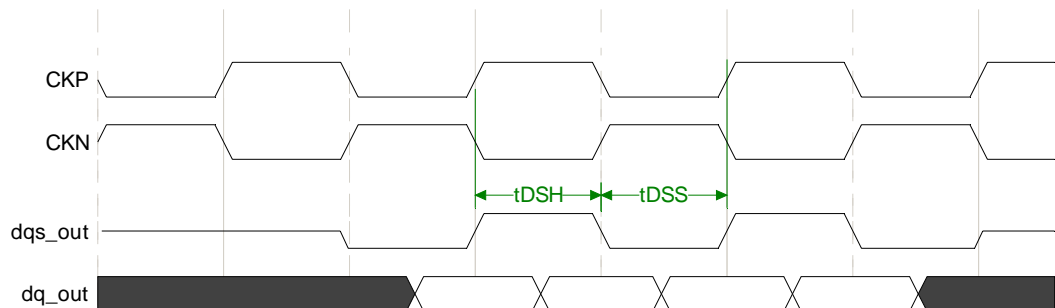 CKP
CKN
tDSH tDSS
dqs_out
dq_out